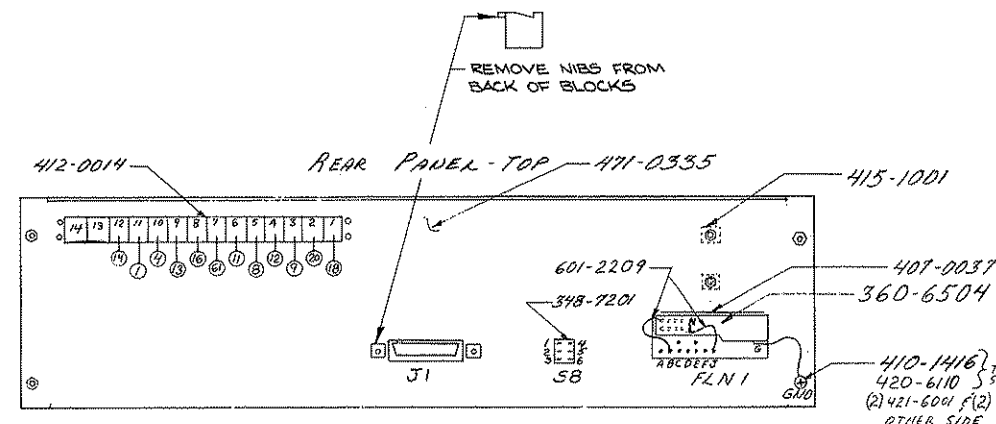 REMOVE NIBS FROM
BACK OF BLOCKS
412-0014
REAR PANEL-TOP
471-0335
415-1001
14 13 12 11 10 9 8 7 6 5 4 3 2 1
14 1 4 13 16 61 11 8 12 9 20 18
601-2209
407-0037
348-7201
360-6504
1 4
2 5
3 6
N
G
ABCDEFJ
J1
S8
FLN1
GND
410-1416
420-6110
(2) 421-6001 & (2)
OTHER SIDE